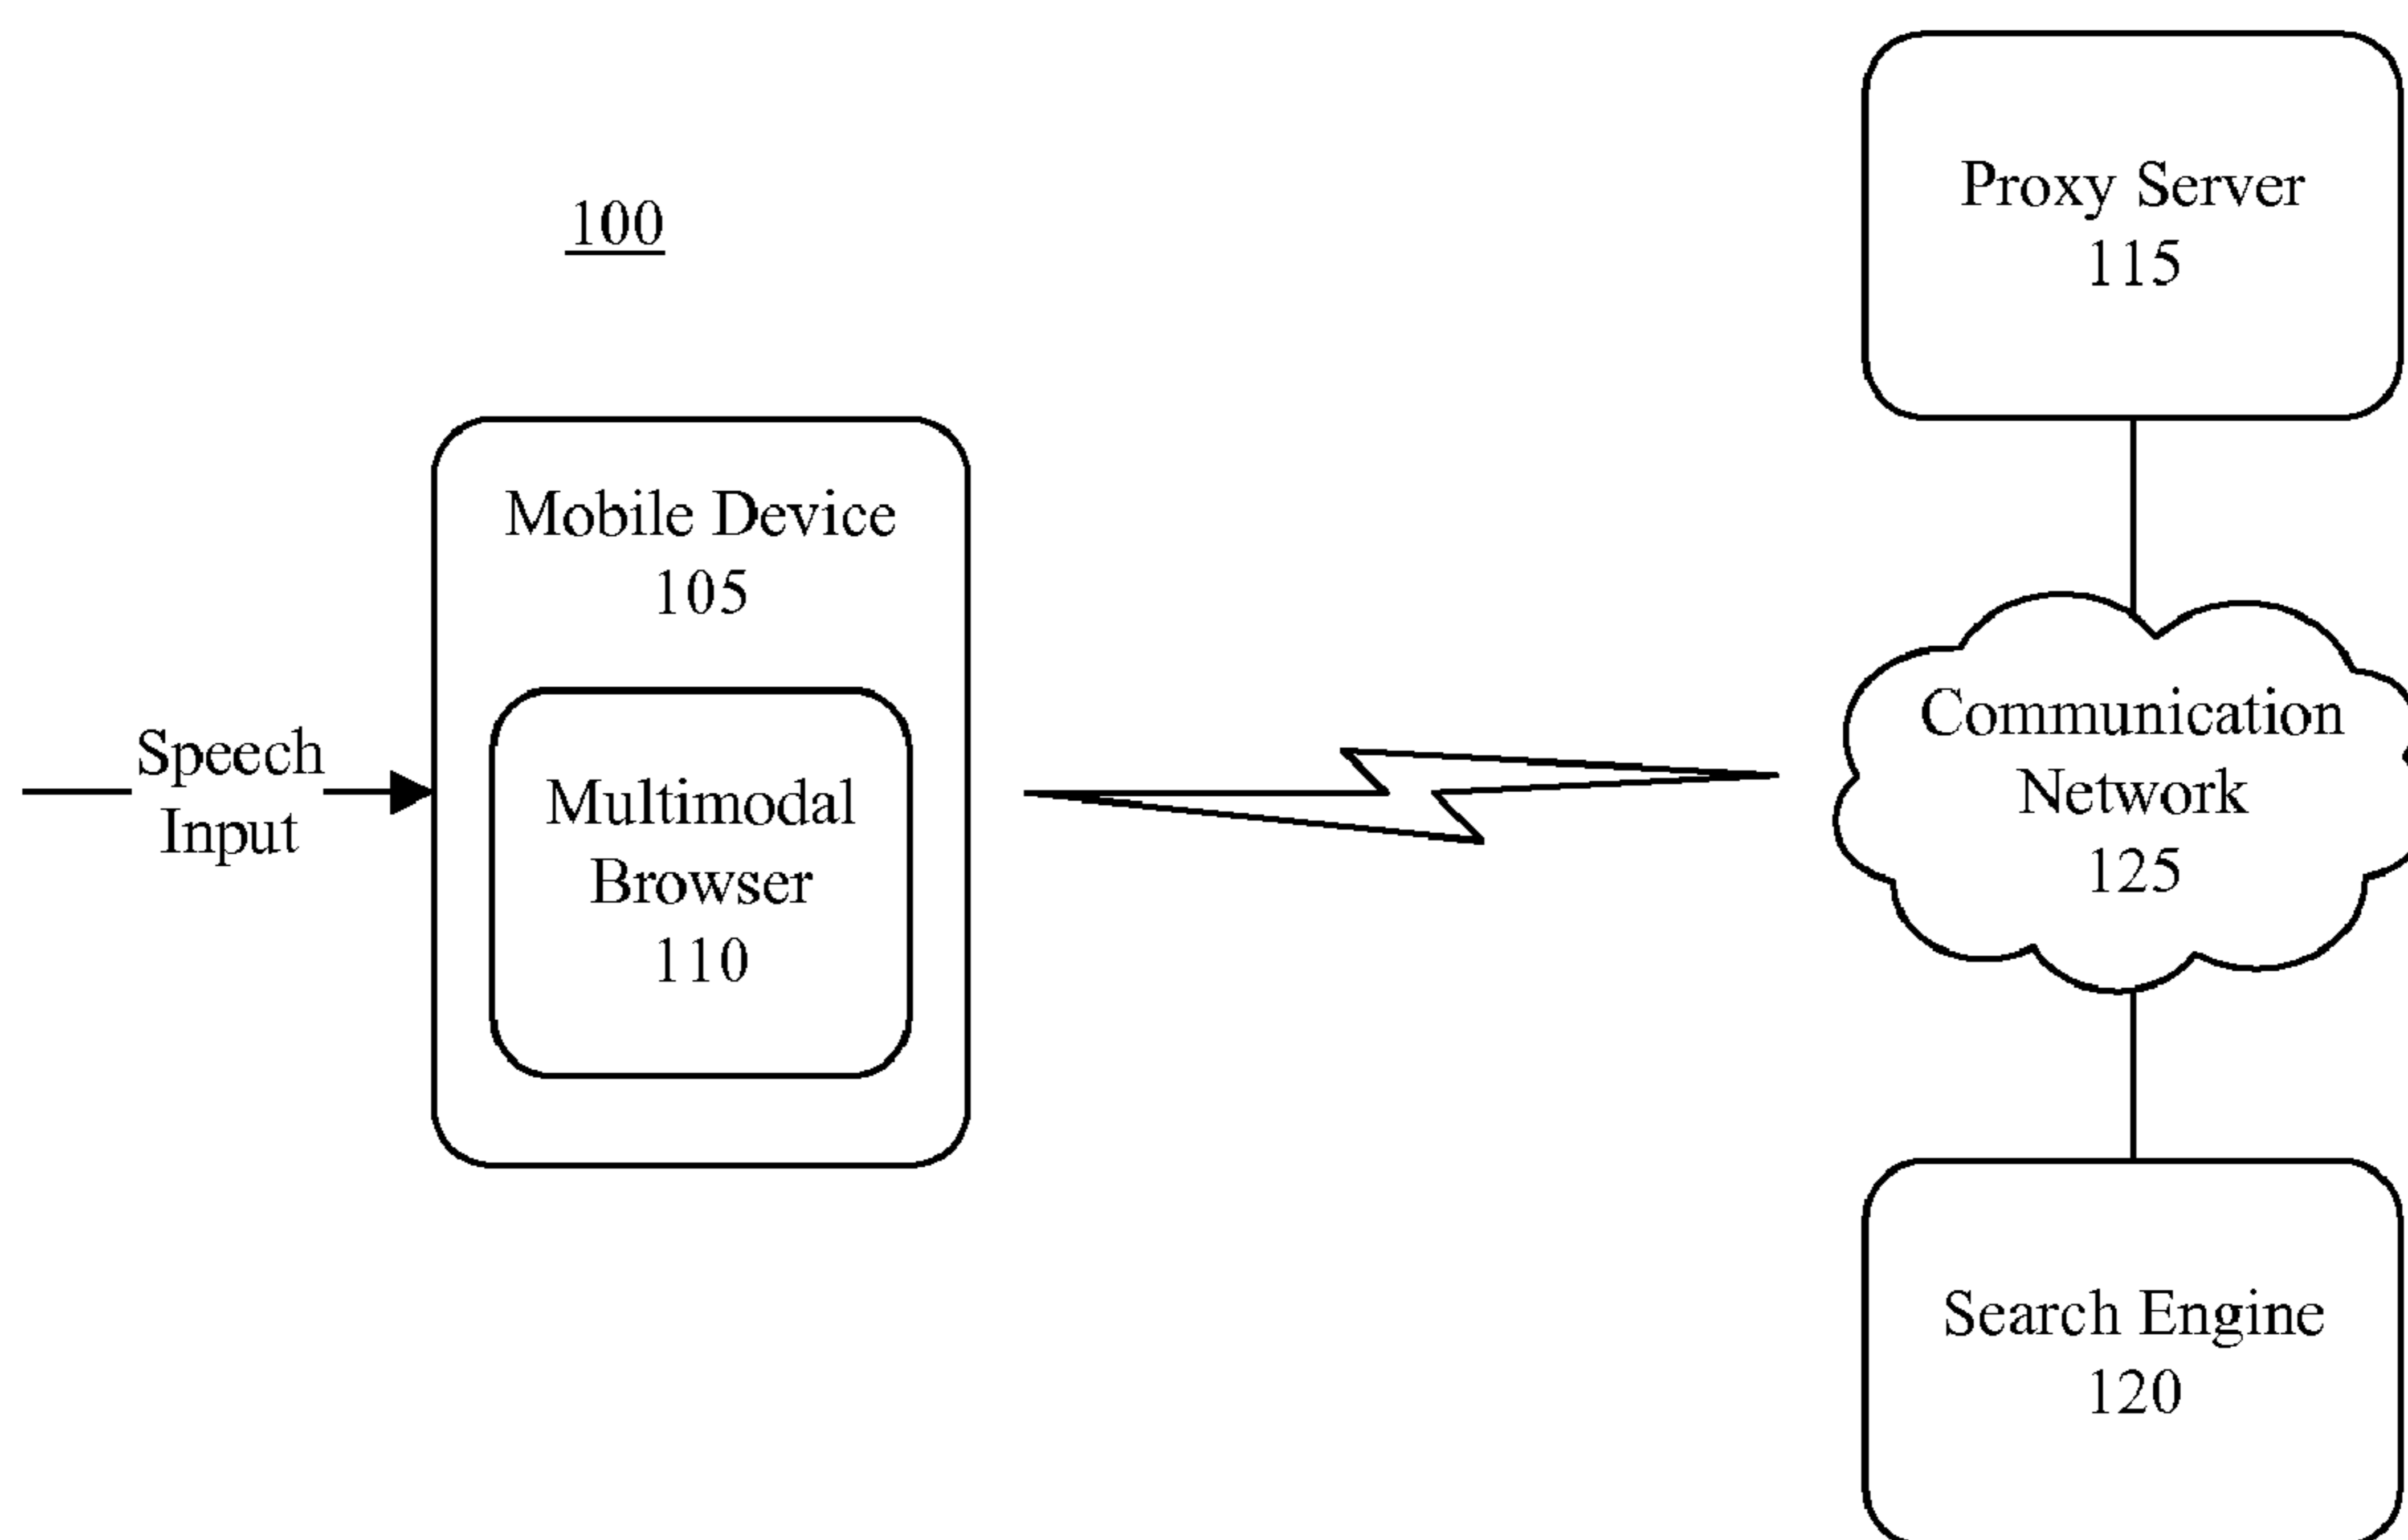 100
Proxy Server
115
Mobile Device
105
Speech
Input
Multimodal
Browser
110
Communication
Network
125
Search Engine
120